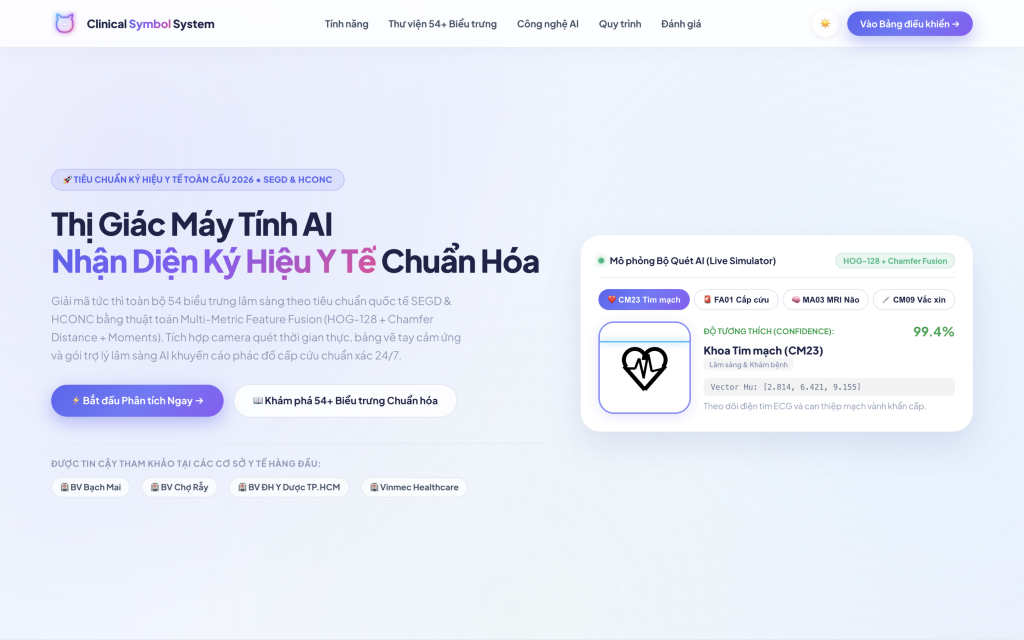 Clinical Symbol System
Tính năng
Thư viện 54+ Biểu trưng
Công nghệ AI
Quy trình
Đánh giá
Vào Bảng điều khiển →
TIÊU CHUẨN KÝ HIỆU Y TẾ TOÀN CẦU 2026 • SEGD & HCONC
Thị Giác Máy Tính AI
Nhận Diện Ký Hiệu Y Tế Chuẩn Hóa
Giải mã tức thì toàn bộ 54 biểu trưng lâm sàng theo tiêu chuẩn quốc tế SEGD &
HCONC bằng thuật toán Multi-Metric Feature Fusion (HOG-128 + Chamfer
Distance + Moments). Tích hợp camera quét thời gian thực, bảng vẽ tay cảm ứng
và gói trợ lý lâm sàng AI khuyến cáo phác đồ cấp cứu chuẩn xác 24/7.
Bắt đầu Phân tích Ngay →
Khám phá 54+ Biểu trưng Chuẩn hóa
ĐƯỢC TIN CẬY THAM KHẢO TẠI CÁC CƠ SỞ Y TẾ HÀNG ĐẦU:
BV Bạch Mai
BV Chợ Rẫy
BV ĐH Y Dược TP.HCM
Vinmec Healthcare
Mô phỏng Bộ Quét AI (Live Simulator)
HOG-128 + Chamfer Fusion
CM23 Tim mạch
FA01 Cấp cứu
MA03 MRI Não
CM09 Vắc xin
ĐỘ TƯƠNG THÍCH (CONFIDENCE):
99.4%
Khoa Tim mạch (CM23)
Lâm sàng & Khám bệnh
Vector Hu: [2.814, 6.421, 9.155]
Theo dõi điện tim ECG và can thiệp mạch vành khẩn cấp.